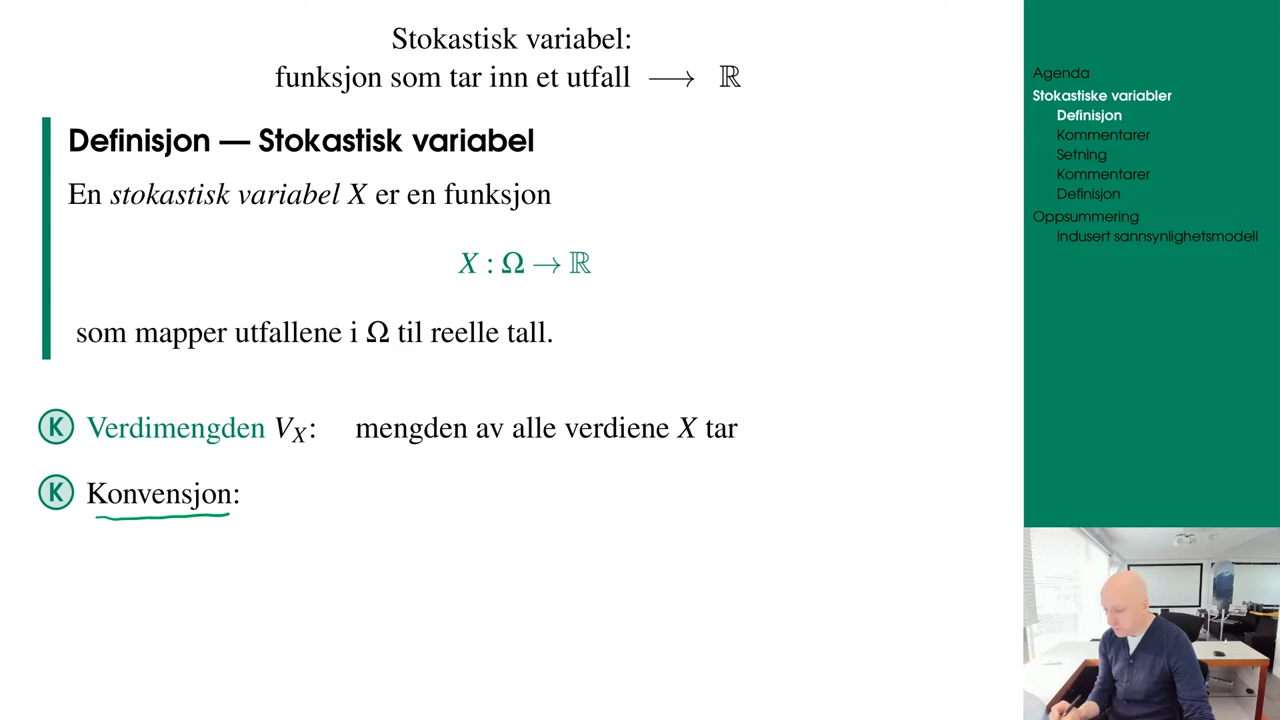 Stokastisk variabel:
funksjon som tar inn et utfall ⟶ ℝ
Definisjon — Stokastisk variabel
En stokastisk variabel X er en funksjon
X : Ω → ℝ
som mapper utfallene i Ω til reelle tall.
K Verdimengden V_X: mengden av alle verdiene X tar
K Konvensjon:
Agenda
Stokastiske variabler
Definisjon
Kommentarer
Setning
Kommentarer
Definisjon
Oppsummering
Indusert sannsynlighetsmodell